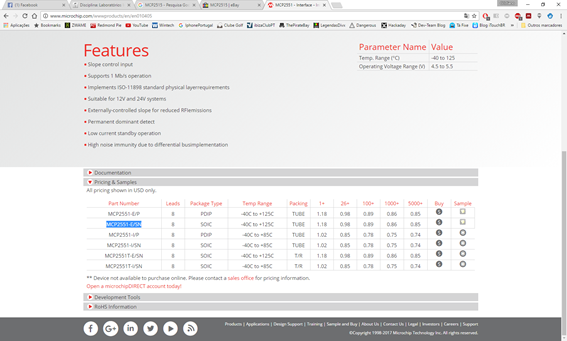 (1) Facebook
Disciplina: Laboratórios
MCP2515 - Pesquisa Go
MCP2515 | eBay
MCP2551 - Interface - In
www.microchip.com/wwwproducts/en/en010405
Aplicações
Bookmarks
2WARE
Redmond Pie
YouTube
Wintech
IphonePortugal
Clube Golf
ThePirateBay
LegendasDivx
Dangerous
Hackaday
Dev-Team Blog
Tv Five
Outros marcadores
Features
Slope control input
Supports 1 Mb/s operation
Implements ISO-11898 standard physical layerrequirements
Suitable for 12V and 24V systems
Externally-controlled slope for reduced RFIemissions
Permanent dominant detect
Low current standby operation
High noise immunity due to differential busimplementation
Parameter Name Value
Temp. Range (°C) -40 to 125
Operating Voltage Range (V) 4.5 to 5.5
Documentation
Pricing & Samples
All pricing shown in USD only.
Part Number Leads Package Type Temp Range Packing 1+ 26+ 100+ 1000+ 5000+ Buy Sample
MCP2551-E/P 8 PDIP -40C to +125C TUBE 1.18 0.98 0.89 0.86 0.85
MCP2551-E/SN 8 SOIC -40C to +125C TUBE 1.18 0.98 0.89 0.86 0.85
MCP2551-I/P 8 PDIP -40C to +85C TUBE 1.02 0.85 0.78 0.75 0.74
MCP2551-I/SN 8 SOIC -40C to +85C TUBE 1.02 0.85 0.78 0.75 0.74
MCP2551T-E/SN 8 SOIC -40C to +125C T/R 1.18 0.98 0.89 0.86 0.85
MCP2551T-I/SN 8 SOIC -40C to +85C T/R 1.02 0.85 0.78 0.75 0.74
** Device not available to purchase online. Please contact a sales office for pricing information.
Open a microchipDIRECT account today!
Development Tools
RoHS Information
Products | Applications | Design Support | Training | Sample and Buy | About Us | Contact Us | Legal | Investors | Careers | Support
©Copyright 1998-2017 Microchip Technology Inc. All rights reserved.